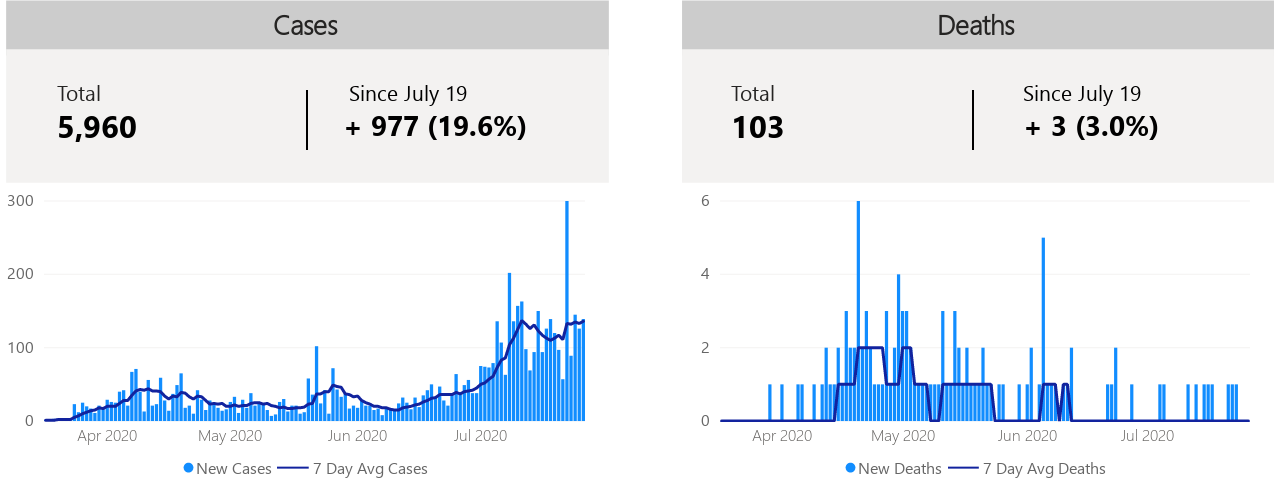 Cases
Total
Since July 19
5,960
+ 977 (19.6%)
300
200
100
0
Apr 2020
May 2020
Jun 2020
Jul 2020
New Cases
7 Day Avg Cases
Deaths
Total
Since July 19
103
+ 3 (3.0%)
6
4
2
0
Apr 2020
May 2020
Jun 2020
Jul 2020
New Deaths
7 Day Avg Deaths